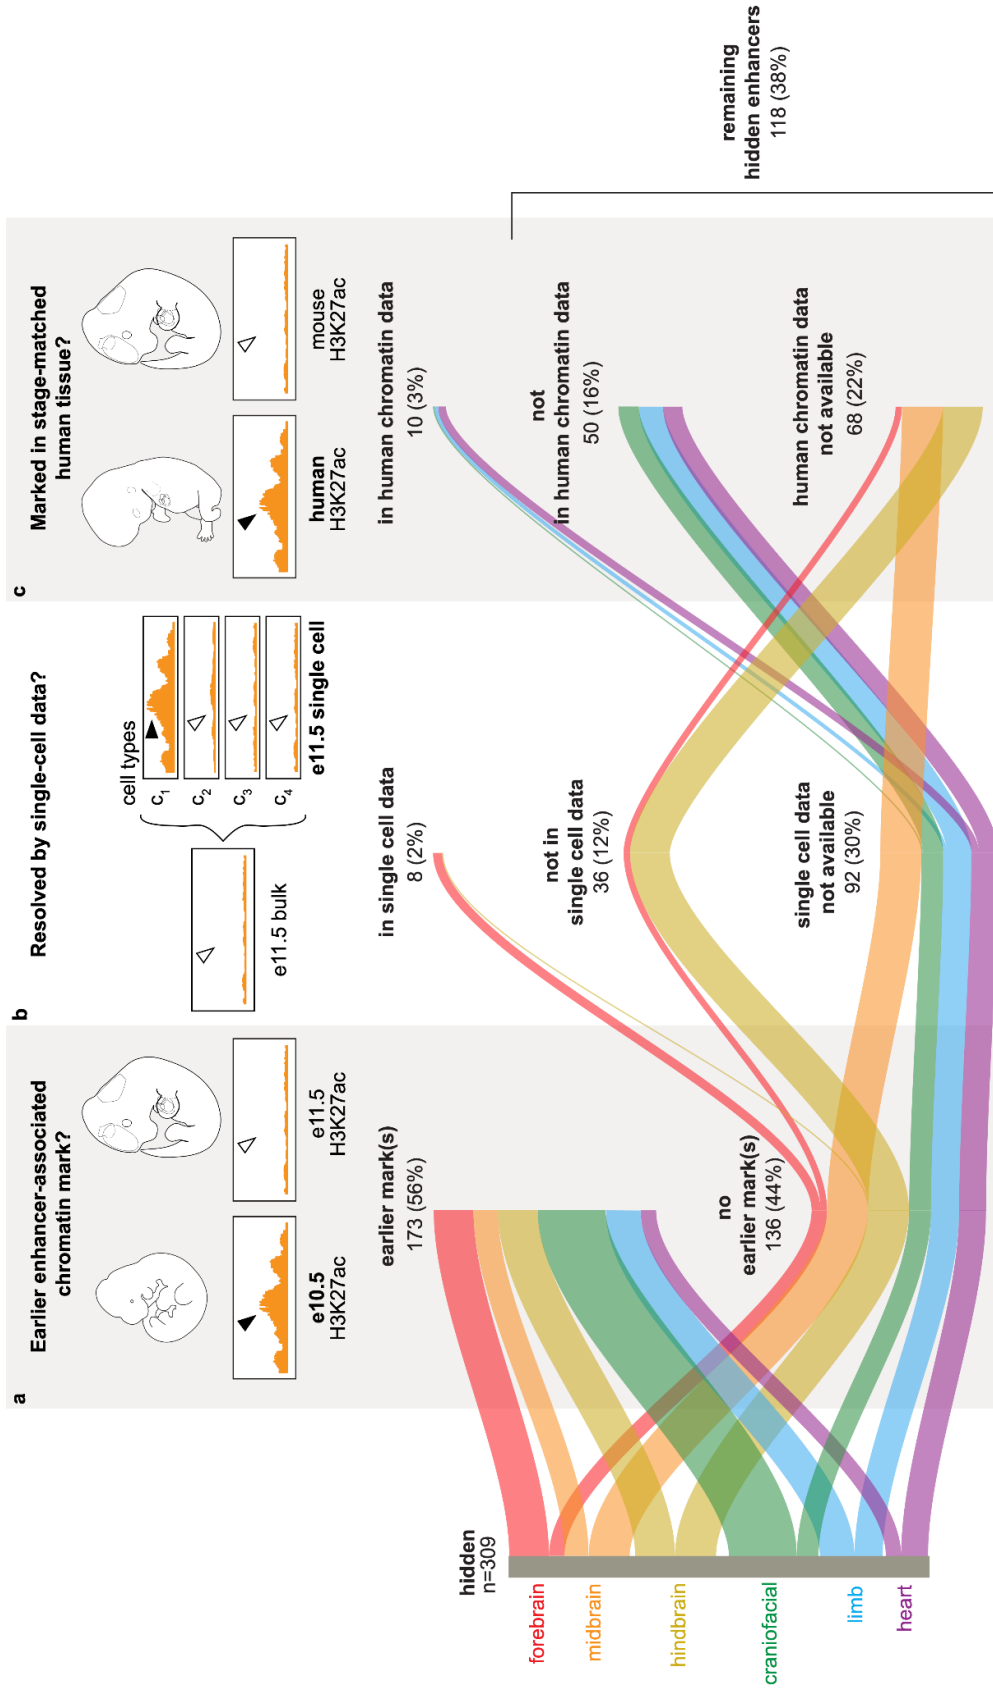 a
Earlier enhancer-associated
chromatin mark?
e10.5
H3K27ac
e11.5
H3K27ac
b
Resolved by single-cell data?
e11.5 bulk
cell types
c1
c2
c3
c4
e11.5 single cell
c
Marked in stage-matched
human tissue?
human
H3K27ac
mouse
H3K27ac
hidden
n=309
forebrain
midbrain
hindbrain
craniofacial
limb
heart
earlier mark(s)
173 (56%)
no
earlier mark(s)
136 (44%)
in single cell data
8 (2%)
not in
single cell data
36 (12%)
single cell data
not available
92 (30%)
in human chromatin data
10 (3%)
not
in human chromatin data
50 (16%)
human chromatin data
not available
68 (22%)
remaining
hidden enhancers
118 (38%)